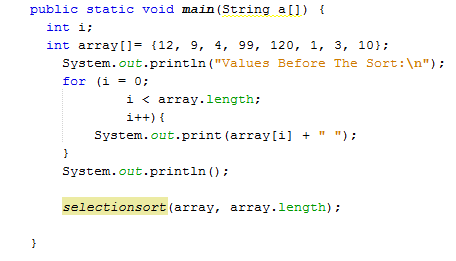 public static void main(String a[]) {
int i;
int array[]= {12, 9, 4, 99, 120, 1, 3, 10};
System.out.println("Values Before The Sort:\n");
for (i = 0;
i < array.length;
i++){
System.out.print(array[i] + " ");
}
System.out.println();
selectionsort(array, array.length);
}